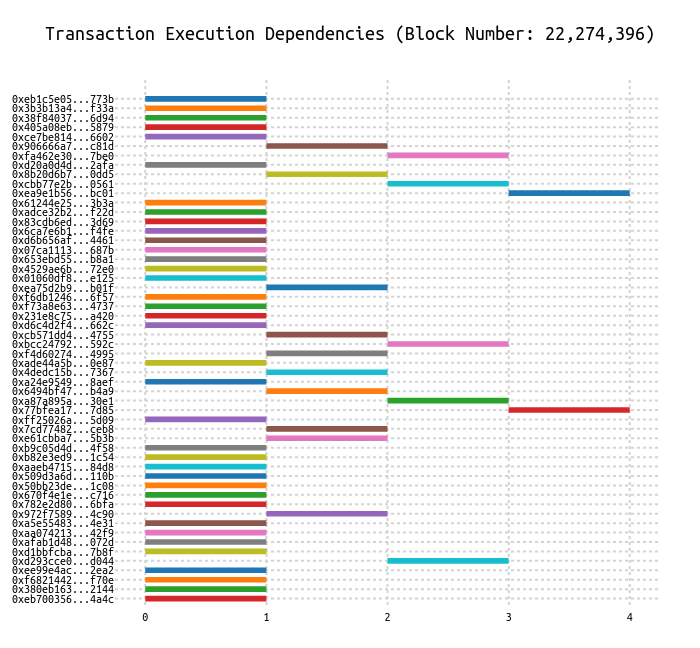 Transaction Execution Dependencies (Block Number: 22,274,396)
0xeb1c5e05...773b
0x3b3b13a4...f33a
0x38f84037...6d94
0x405a08eb...5879
0xce7be814...6602
0x906666a7...c81d
0xfa462e30...7be0
0xd20a0d4d...2afa
0x8b20d6b7...0dd5
0xcbb77e2b...0561
0xea9e1b56...bc01
0x61244e25...3b3a
0xadce32b2...f22d
0x83cdb6ed...3d69
0x6ca7e6b1...f4fe
0xd6b656af...4461
0x07ca1113...687b
0x653ebd55...b8a1
0x4529ae6b...72e0
0x01060df8...e125
0xea75d2b9...b01f
0xf6db1246...6f57
0xf73a8e63...4737
0x231e8c75...a420
0xd6c4d2f4...662c
0xcb571dd4...4755
0xbcc24792...592c
0xf4d60274...4995
0xade44a5b...0e87
0x4dedc15b...7367
0xa24e9549...8aef
0x6494bf47...b4a9
0xa87a895a...30e1
0x77bfea17...7d85
0xff25026a...5d09
0x7cd77482...ceb8
0xe61cbba7...5b3b
0xb9c05d4d...4f58
0xb82e3ed9...1c54
0xaaeb4715...84d8
0x509d3a6d...110b
0x50bb23de...1c08
0x670f4e1e...c716
0x782e2d80...6bfa
0x972f7589...4c90
0xa5e55483...4e31
0xaa074213...42f9
0xafab1d48...072d
0xd1bbfcba...7b8f
0xd293cce0...d044
0xee99e4ac...2ea2
0xf6821442...f70e
0x380eb163...2144
0xeb700356...4a4c
0 1 2 3 4